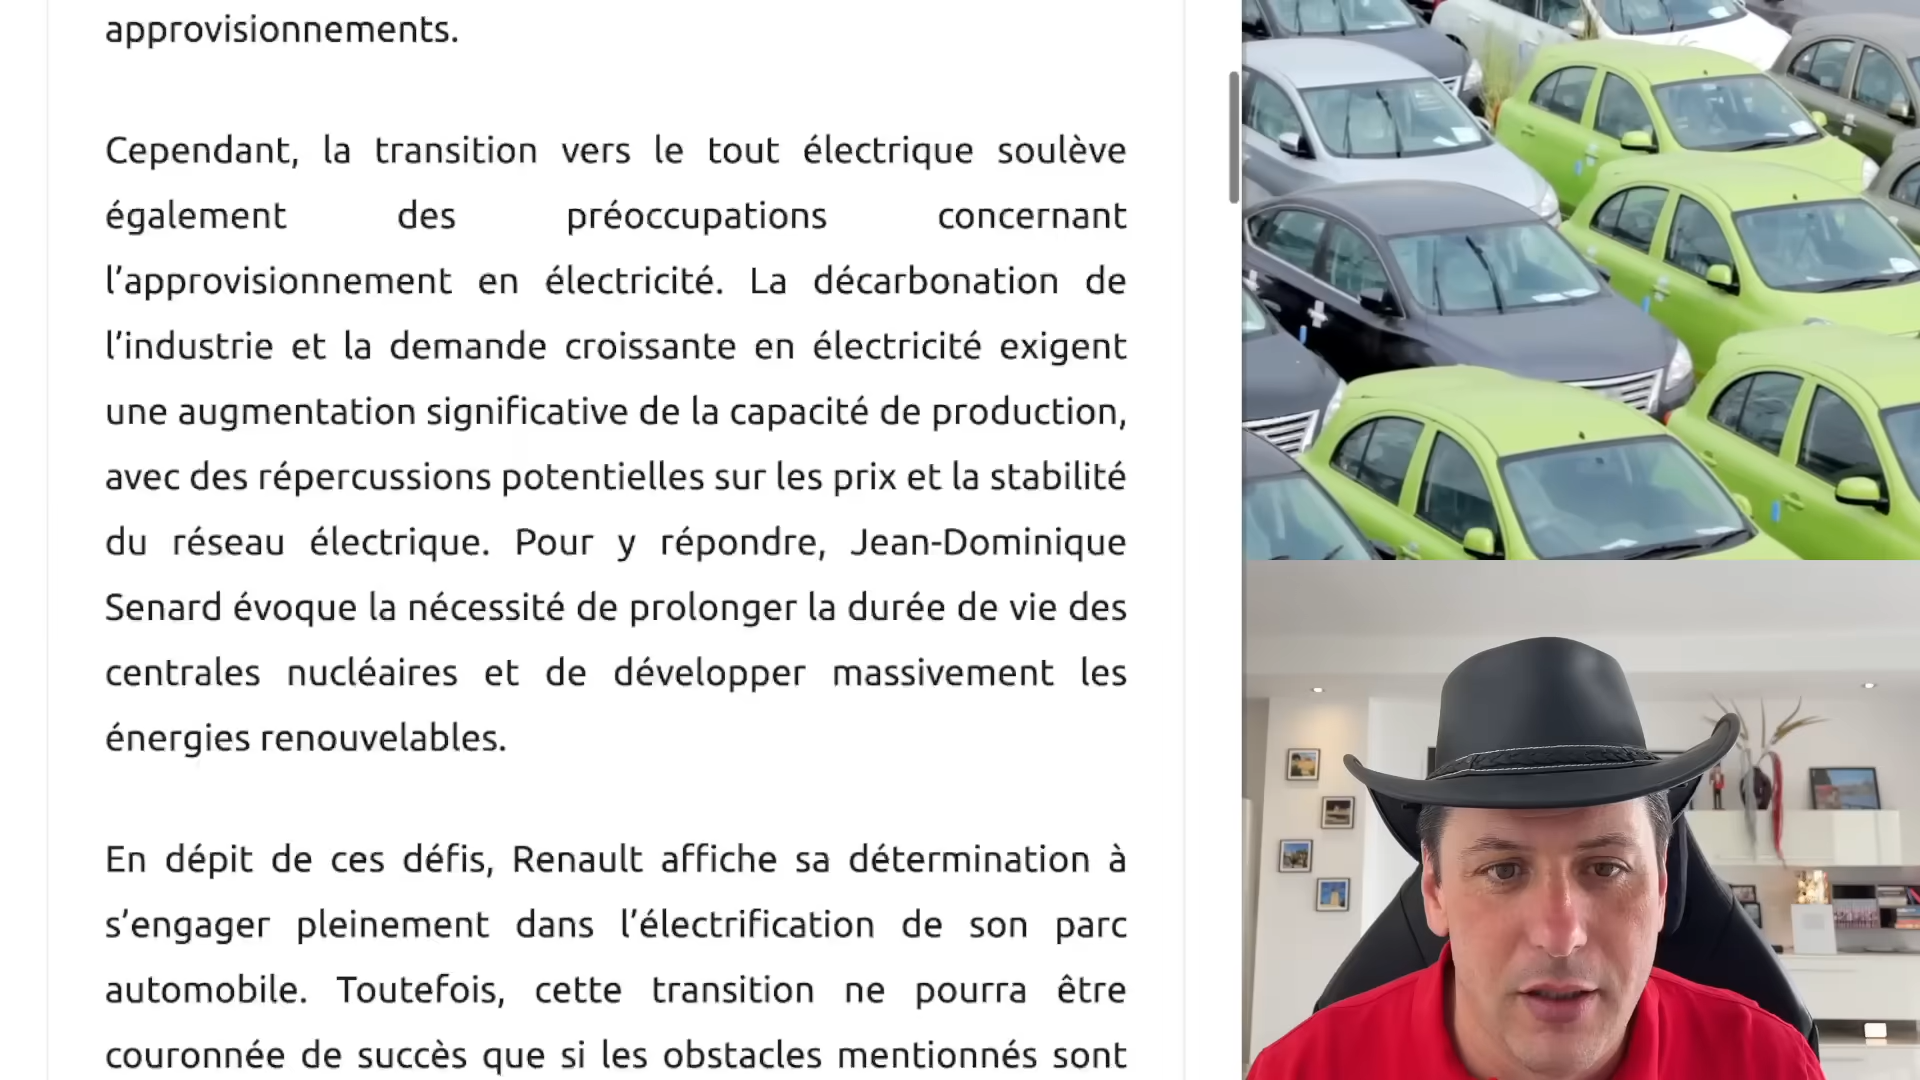 approvisionnements.
Cependant, la transition vers le tout électrique soulève
également des préoccupations concernant
l’approvisionnement en électricité. La décarbonation de
l’industrie et la demande croissante en électricité exigent
une augmentation significative de la capacité de production,
avec des répercussions potentielles sur les prix et la stabilité
du réseau électrique. Pour y répondre, Jean-Dominique
Senard évoque la nécessité de prolonger la durée de vie des
centrales nucléaires et de développer massivement les
énergies renouvelables.
En dépit de ces défis, Renault affiche sa détermination à
s’engager pleinement dans l’électrification de son parc
automobile. Toutefois, cette transition ne pourra être
couronnée de succès que si les obstacles mentionnés sont